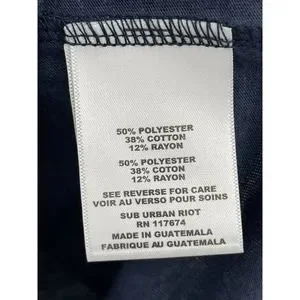 50% POLYESTER
38% COTTON
12% RAYON
50% POLYESTER
38% COTTON
12% RAYON
SEE REVERSE FOR CARE
VOIR AU VERSO POUR SOINS
SUB URBAN RIOT
RN 117674
MADE IN GUATEMALA
FABRIQUE AU GUATEMALA